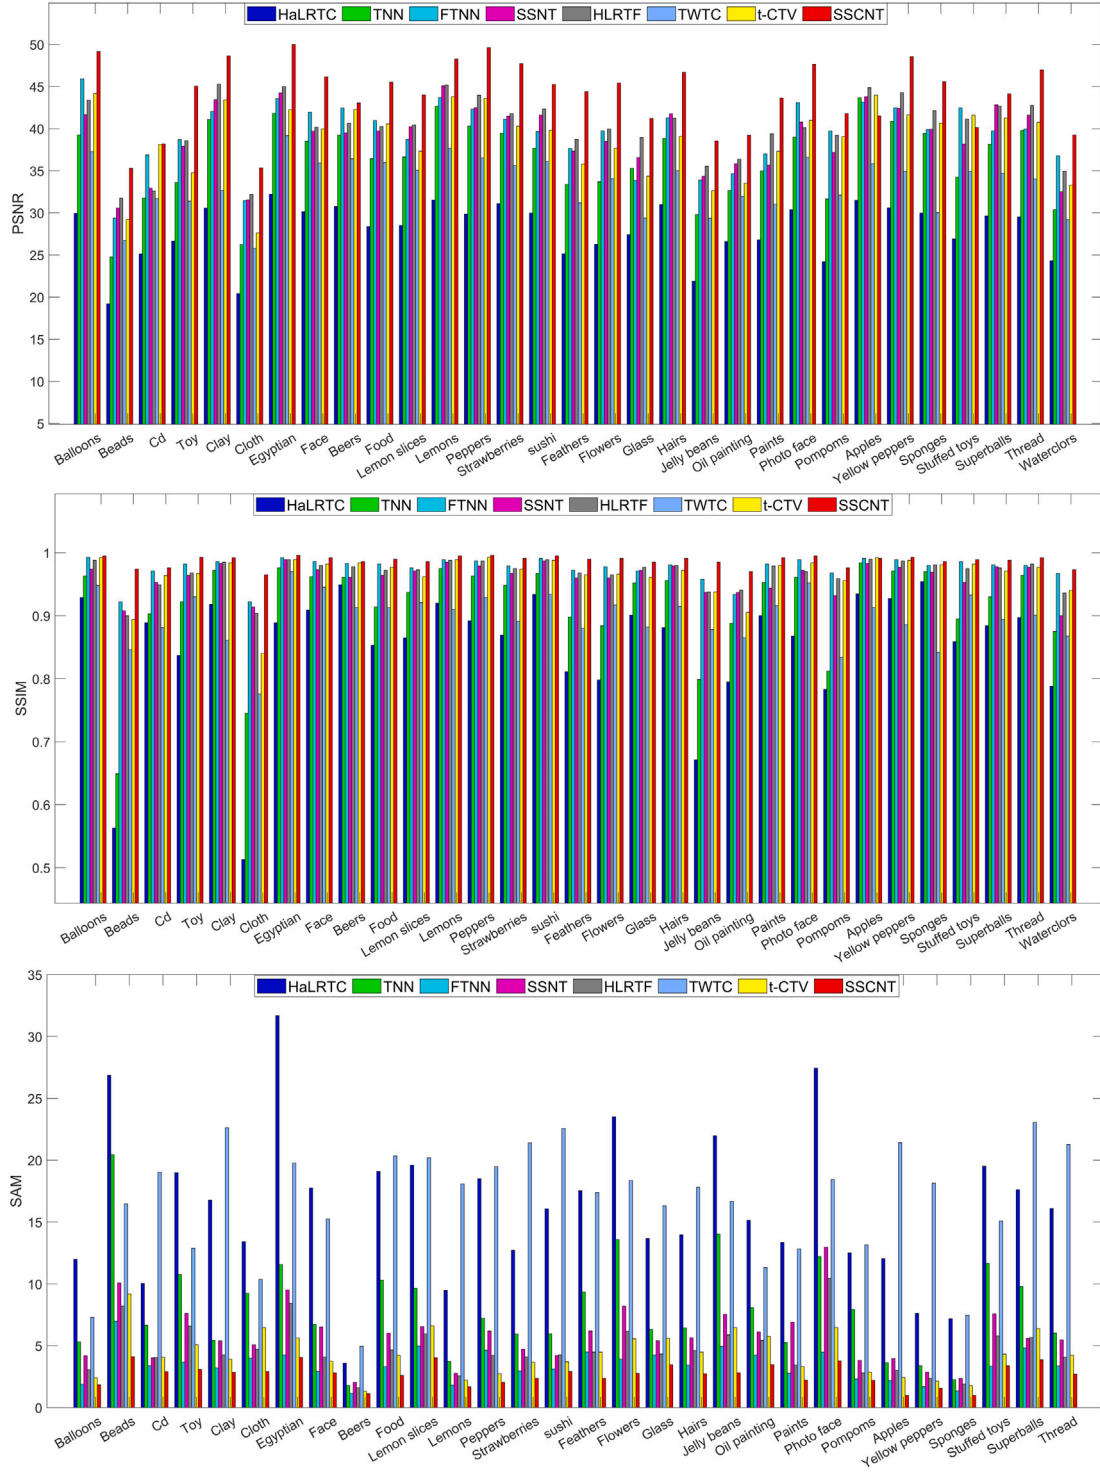 HaLRTC TNN FTNN SSNT HLRTF TWTC t-CTV SSCNT
50
45
40
35
30
25
20
15
10
5
PSNR
Balloons Beads Cd Toy Clay Cloth Egyptian Face Beers Food Lemon slices Lemons Peppers Strawberries sushi Feathers Flowers Glass Hairs Jelly beans Oil painting Paints Photo face Pompoms Apples Yellow peppers Sponges Stuffed toys Superballs Thread Waterclors
HaLRTC TNN FTNN SSNT HLRTF TWTC t-CTV SSCNT
1
0.9
0.8
0.7
0.6
0.5
SSIM
Balloons Beads Cd Toy Clay Cloth Egyptian Face Beers Food Lemon slices Lemons Peppers Strawberries sushi Feathers Flowers Glass Hairs Jelly beans Oil painting Paints Photo face Pompoms Apples Yellow peppers Sponges Stuffed toys Superballs Thread Waterclors
35
HaLRTC TNN FTNN SSNT HLRTF TWTC t-CTV SSCNT
30
25
20
15
10
5
0
SAM
Balloons Beads Cd Toy Clay Cloth Egyptian Face Beers Food Lemon slices Lemons Peppers Strawberries sushi Feathers Flowers Glass Hairs Jelly beans Oil painting Paints Photo face Pompoms Apples Yellow peppers Sponges Stuffed toys Superballs Thread